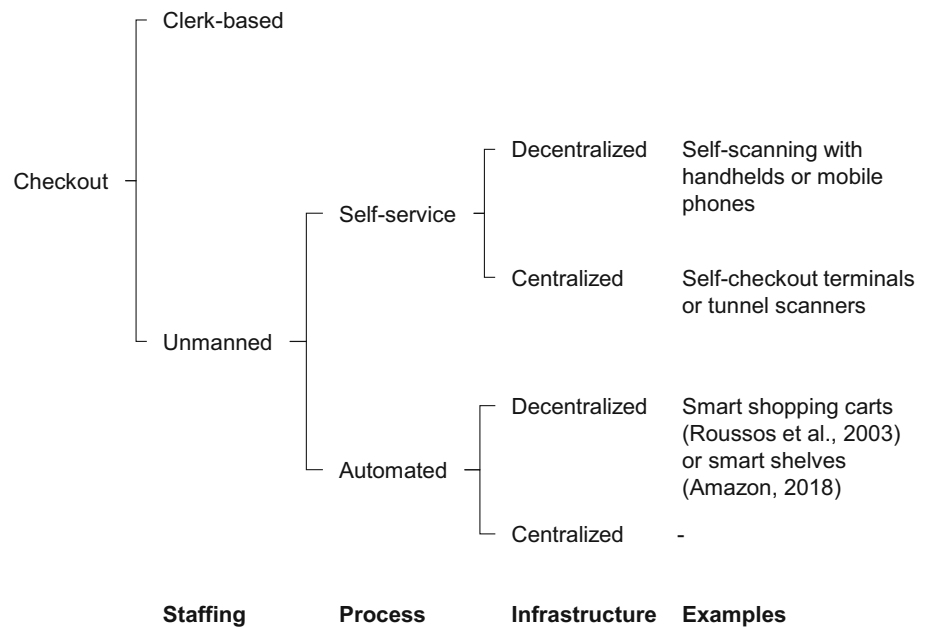 Clerk-based
Checkout
Decentralized Self-scanning with
handhelds or mobile
phones
Self-service
Centralized Self-checkout terminals
or tunnel scanners
Unmanned
Decentralized Smart shopping carts
(Roussos et al., 2003)
or smart shelves
(Amazon, 2018)
Automated
Centralized -
Staffing Process Infrastructure Examples